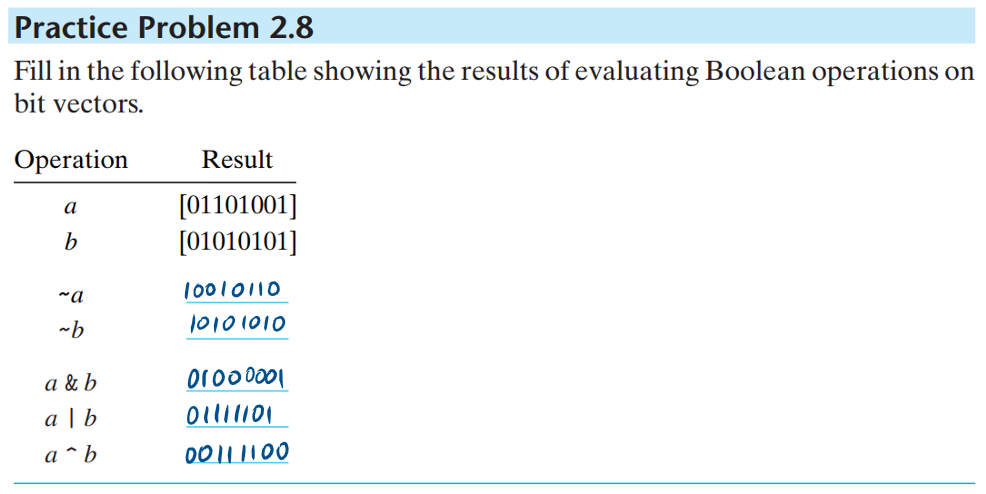 Practice Problem 2.8
Fill in the following table showing the results of evaluating Boolean operations on
bit vectors.
Operation Result
a [01101001]
b [01010101]
~a 10010110
~b 10101010
a & b 01000001
a | b 01111101
a ^ b 00111100